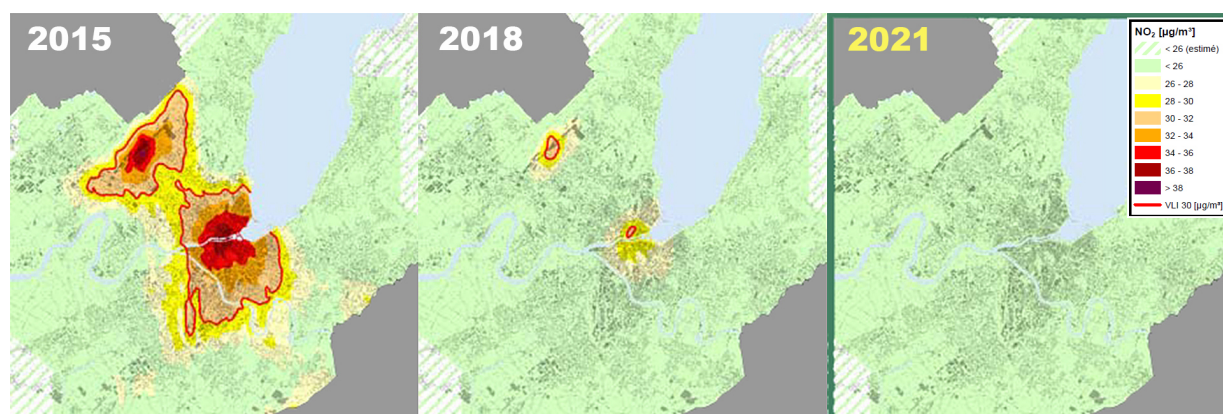 2015
2018
2021
NO₂ [µg/m³]
< 26 (estimé)
< 26
26 - 28
28 - 30
30 - 32
32 - 34
34 - 36
36 - 38
> 38
VLI 30 [µg/m³]